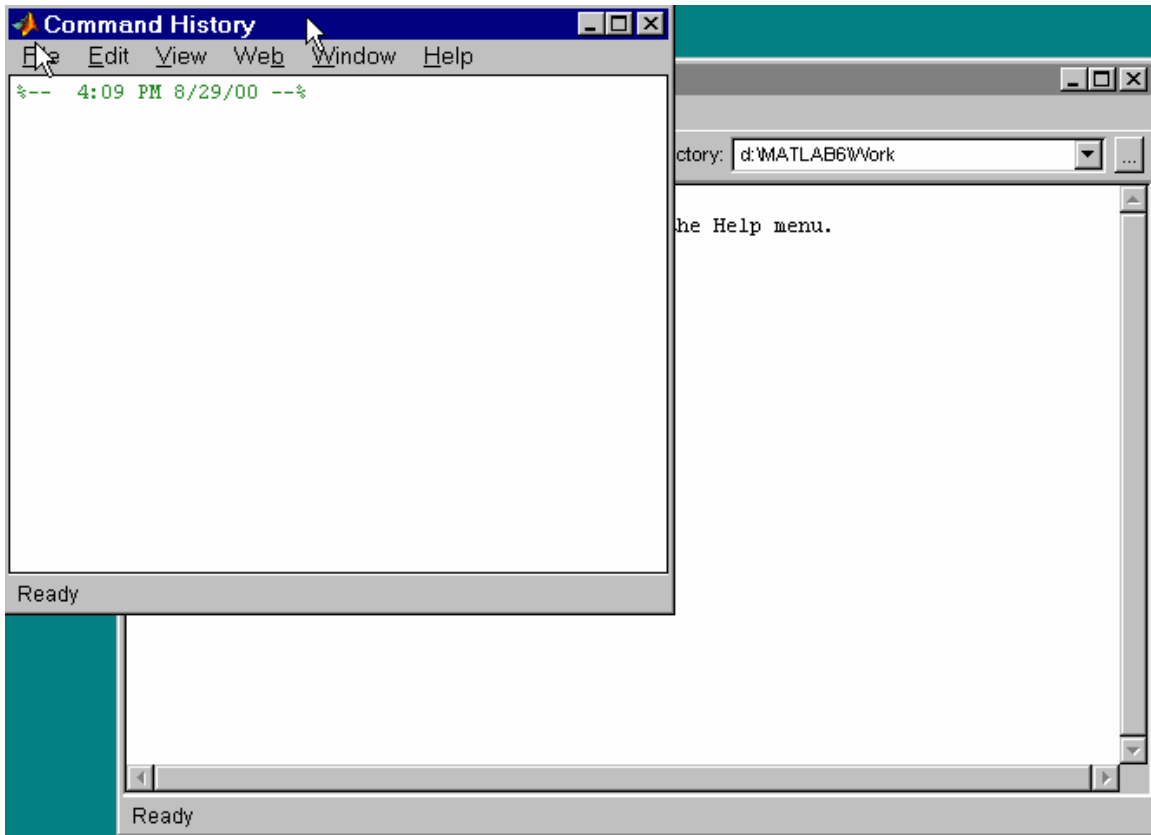 Command History
File Edit View Web Window Help
%-- 4:09 PM 8/29/00 --%
Ready
ctory: d:\MATLAB6\Work ...
he Help menu.
Ready